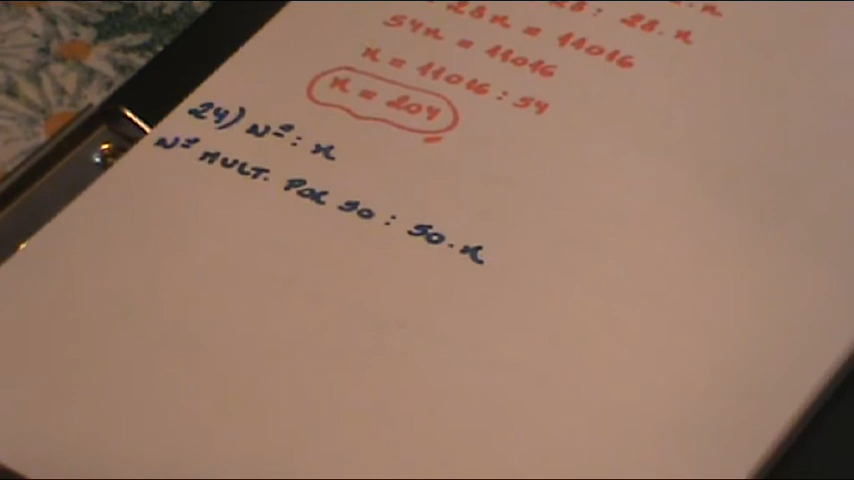 28x = 11016
54x = 11016
x = 11016 : 54
x = 204
24) Nº: x
Nº MULT. POR 50 : 50.x